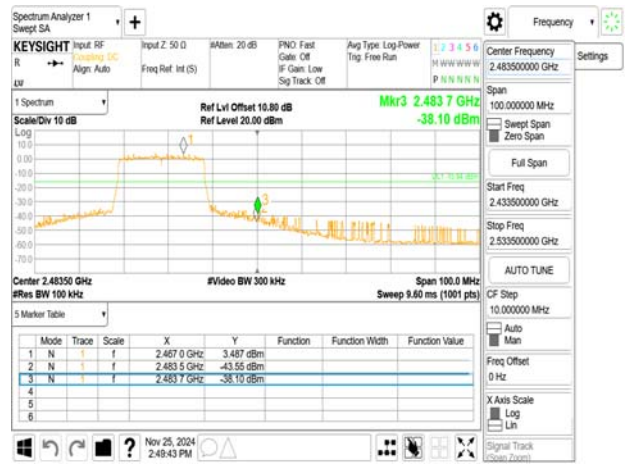 Spectrum Analyzer 1
Swept SA
+
Frequency
KEYSIGHT
R
Input: RF
Coupling: DC
Align: Auto
Input Z: 50 Ω
Freq Ref: Int (S)
#Atten: 20 dB
PNO: Fast
Gate: Off
IF Gain: Low
Sig Track: Off
Avg Type: Log-Power
Trig: Free Run
1 2 3 4 5 6
M W W W W W
P N N N N N
1 Spectrum
Scale/Div 10 dB
Ref Lvl Offset 10.80 dB
Ref Level 20.00 dBm
Mkr3 2.483 7 GHz
-38.10 dBm
Log
10.0
0.00
-10.0
-20.0
-30.0
-40.0
-50.0
-60.0
-70.0
1
3
Center 2.48350 GHz
#Res BW 100 kHz
#Video BW 300 kHz
Span 100.0 MHz
Sweep 9.60 ms (1001 pts)
5 Marker Table
Mode Trace Scale X Y Function Function Width Function Value
1 N 1 f 2.467 0 GHz 3.487 dBm
2 N 1 f 2.483 5 GHz -43.55 dBm
3 N 1 f 2.483 7 GHz -38.10 dBm
4
5
6
Nov 25, 2024
2:49:43 PM
Center Frequency
2.483500000 GHz
Settings
Span
100.000000 MHz
Swept Span
Zero Span
Full Span
Start Freq
2.433500000 GHz
Stop Freq
2.533500000 GHz
AUTO TUNE
CF Step
10.000000 MHz
Auto
Man
Freq Offset
0 Hz
X Axis Scale
Log
Lin
Signal Track
(Span Zoom)